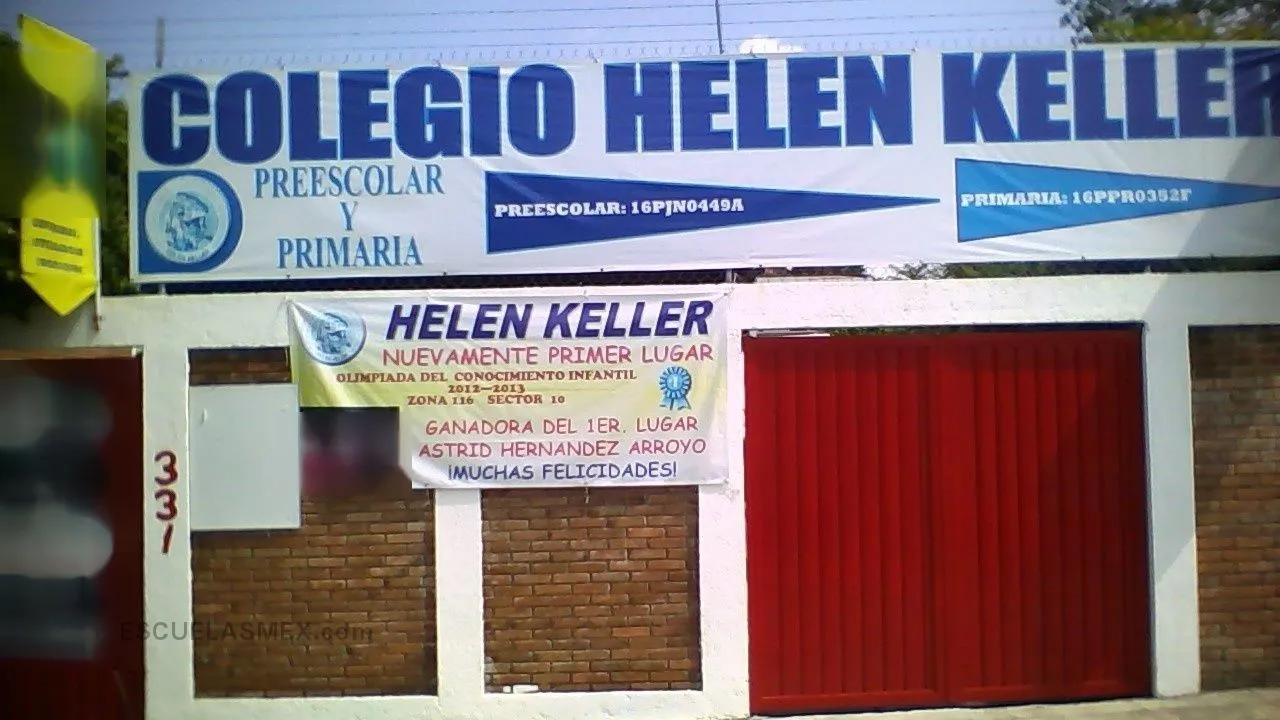 COLEGIO HELEN KELLER
PREESCOLAR
Y
PRIMARIA
PREESCOLAR: 16PJN0449A
PRIMARIA: 16PPR0352F
HELEN KELLER
NUEVAMENTE PRIMER LUGAR
OLIMPIADA DEL CONOCIMIENTO INFANTIL
2012—2013
ZONA 116 SECTOR 10
1
GANADORA DEL 1ER. LUGAR
ASTRID HERNANDEZ ARROYO
¡MUCHAS FELICIDADES!
331
ESCUELASMEX.com